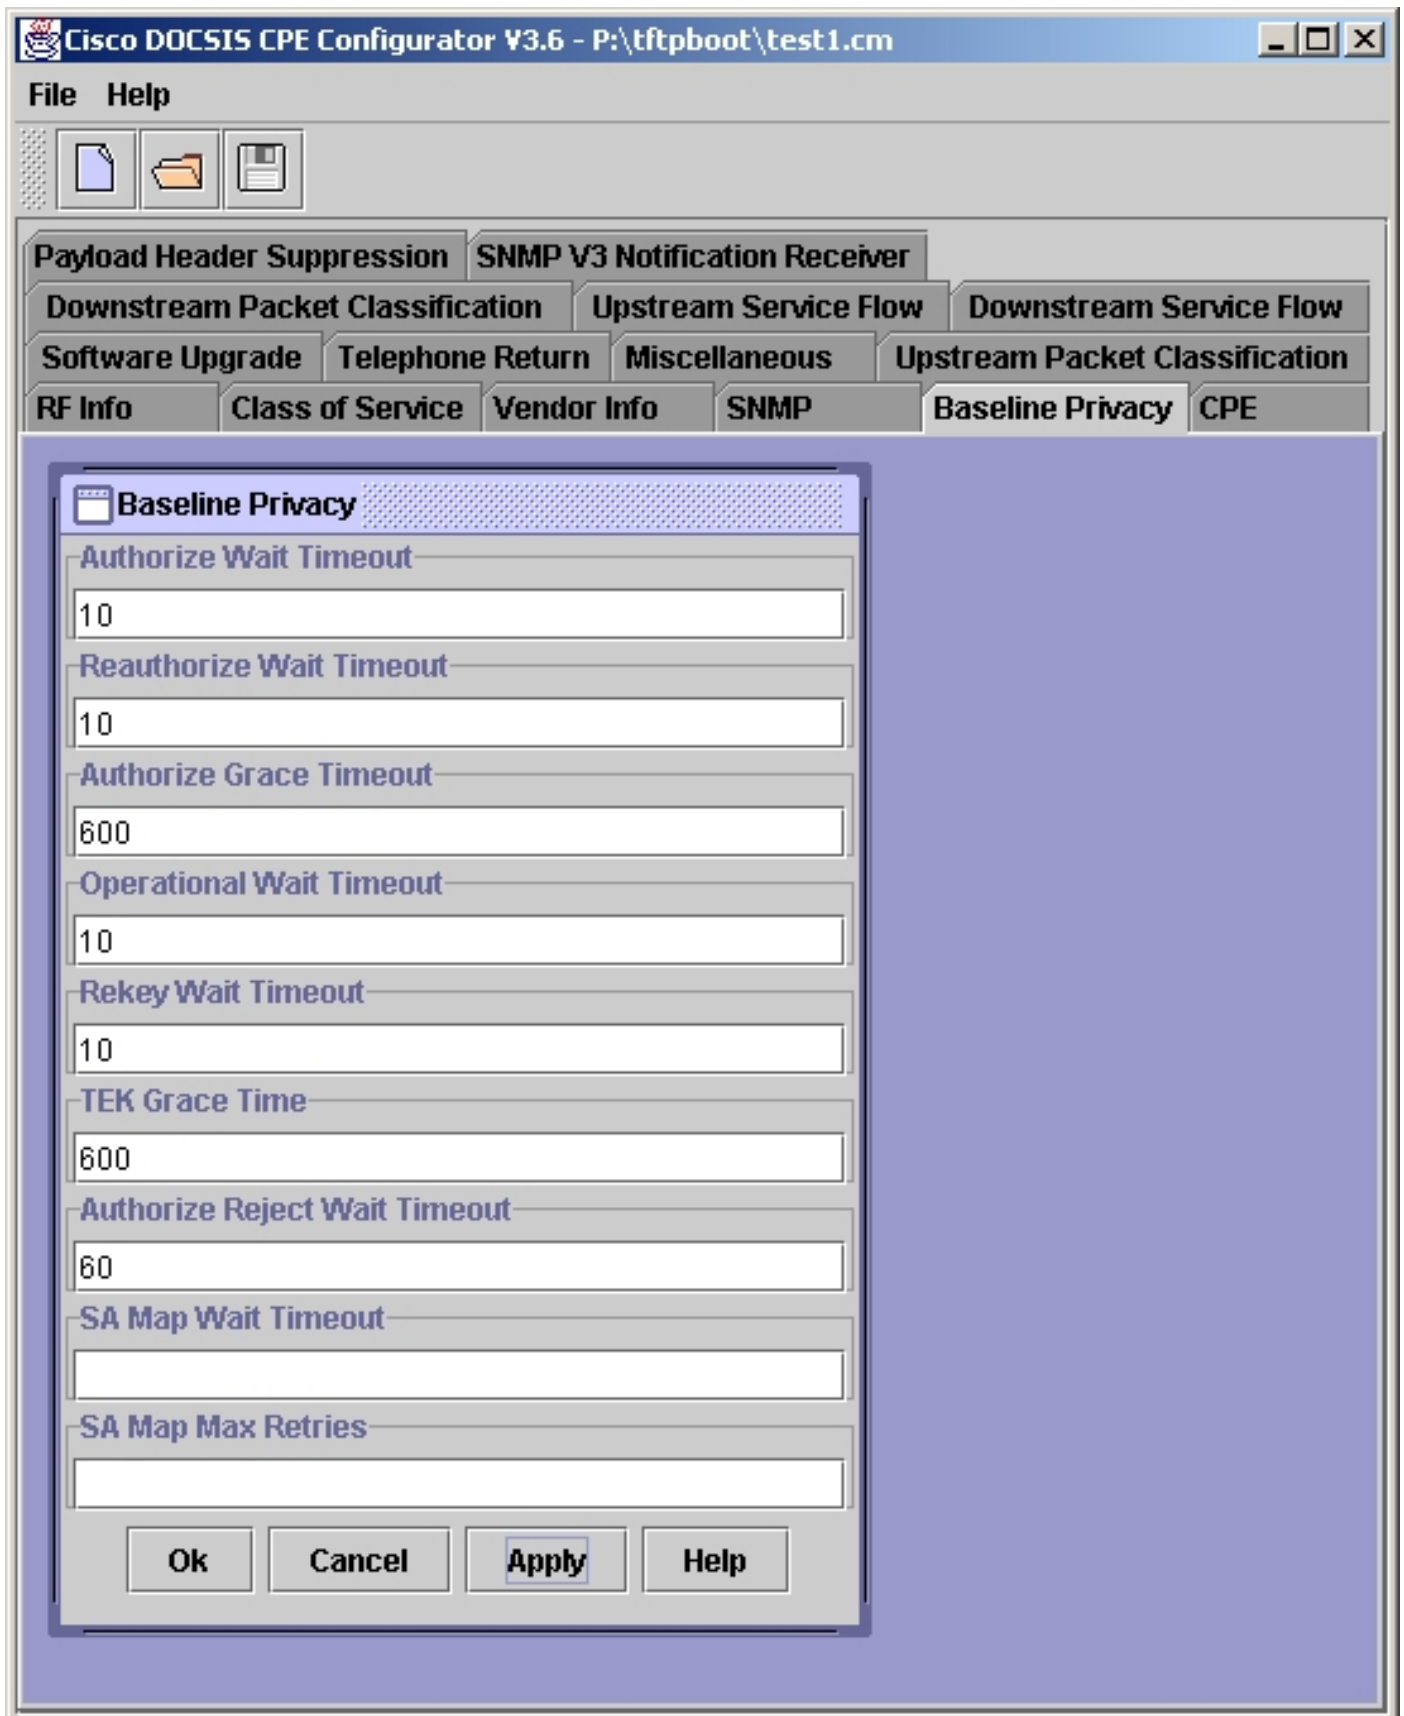 Cisco DOCSIS CPE Configurator V3.6 - P:\tftpboot\test1.cm
File Help
Payload Header Suppression SNMP V3 Notification Receiver
Downstream Packet Classification Upstream Service Flow Downstream Service Flow
Software Upgrade Telephone Return Miscellaneous Upstream Packet Classification
RF Info Class of Service Vendor Info SNMP Baseline Privacy CPE
Baseline Privacy
Authorize Wait Timeout
10
Reauthorize Wait Timeout
10
Authorize Grace Timeout
600
Operational Wait Timeout
10
Rekey Wait Timeout
10
TEK Grace Time
600
Authorize Reject Wait Timeout
60
SA Map Wait Timeout
SA Map Max Retries
Ok Cancel Apply Help